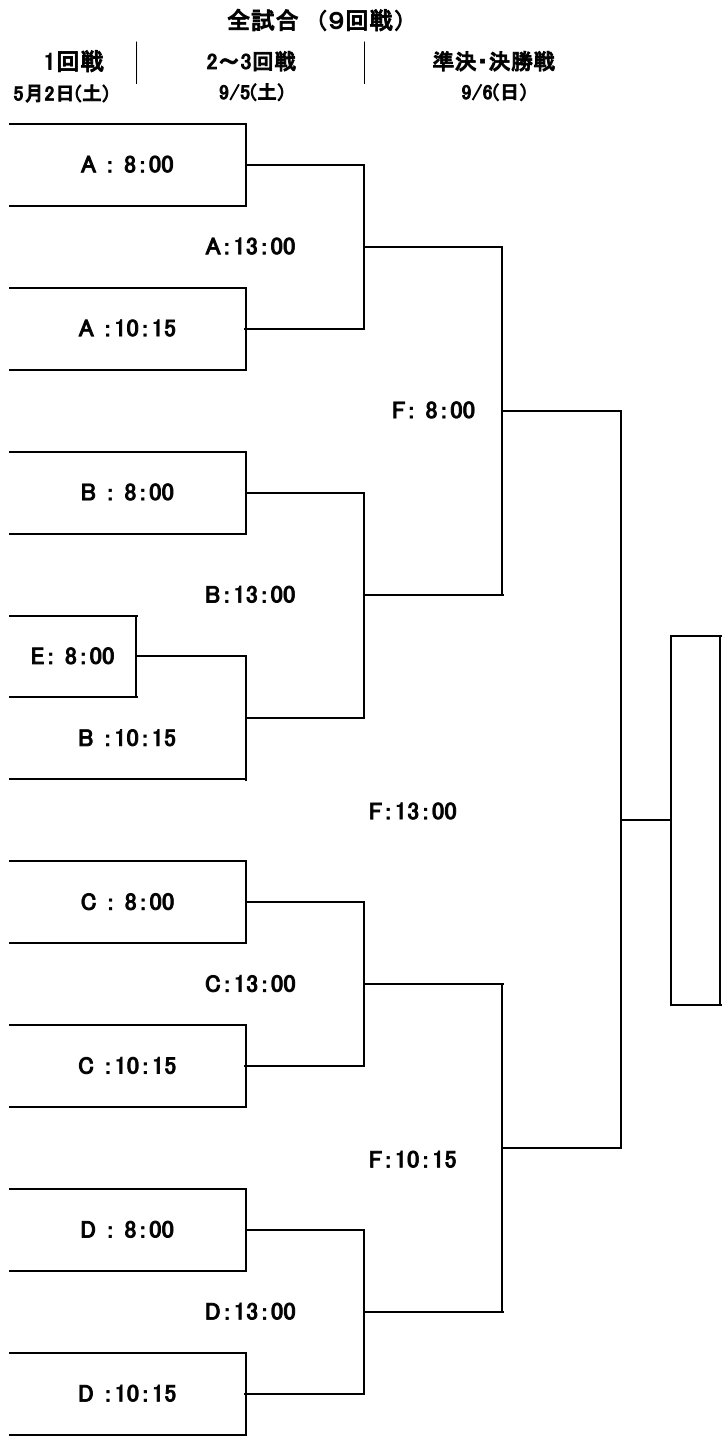 全試合 （９回戦）
1回戦 2～3回戦 準決・決勝戦
5月2日(土) 9/5(土) 9/6(日)
A : 8:00
A:13:00
A :10:15
F: 8:00
B : 8:00
B:13:00
E: 8:00
B :10:15
F:13:00
C : 8:00
C:13:00
C :10:15
F:10:15
D : 8:00
D:13:00
D :10:15